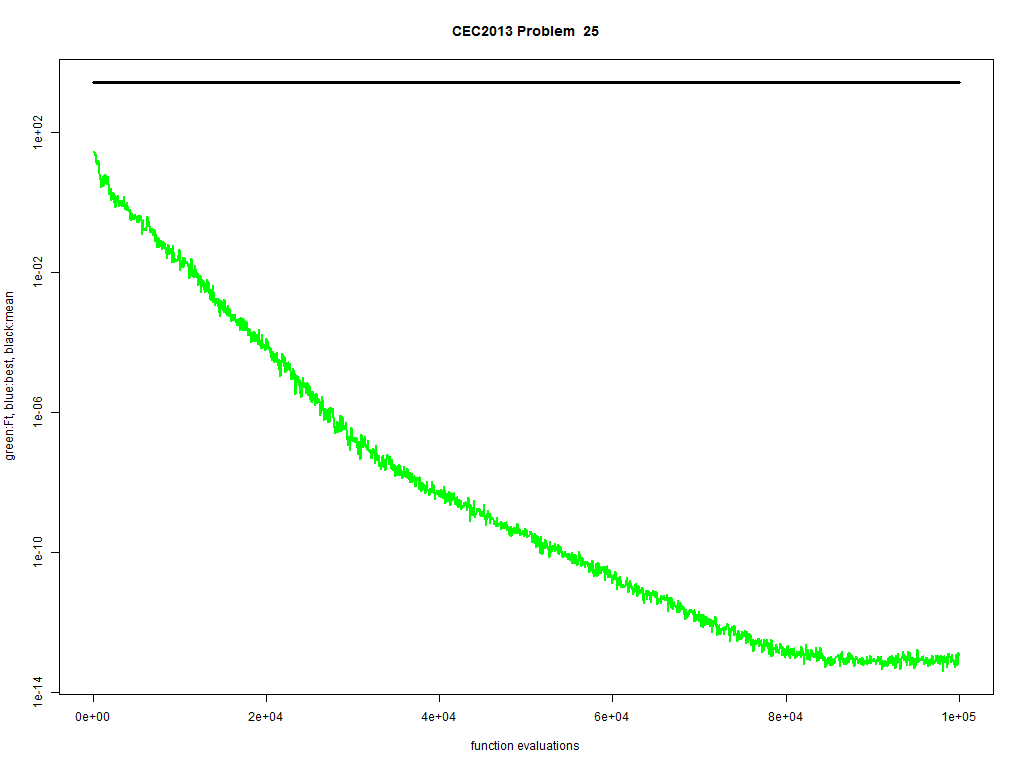 CEC2013 Problem  25
green:Ft, blue:best, black:mean
1e+02
1e-02
1e-06
1e-10
1e-14
0e+00 2e+04 4e+04 6e+04 8e+04 1e+05
function evaluations